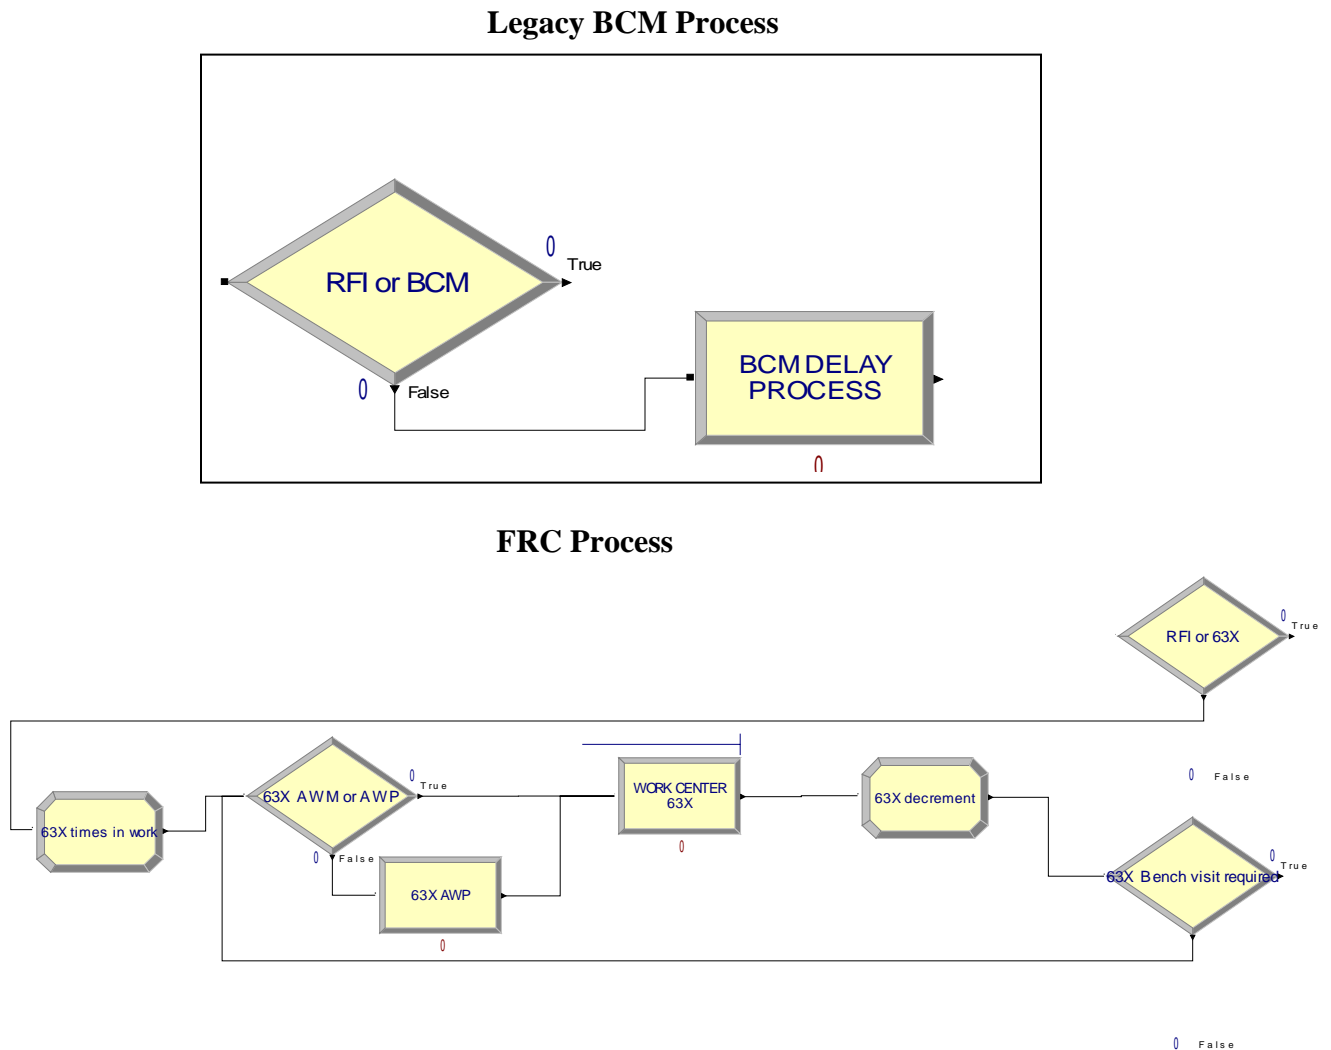 Legacy BCM Process
RFI or BCM
0
True
0
False
BCM DELAY
PROCESS
0
FRC Process
RFI or 63X
0
True
0 False
63X times in work
63X AWM or AWP
0
True
0
False
63X AWP
0
WORK CENTER
63X
0
63X decrement
63X Bench visit required
0
True
0 False